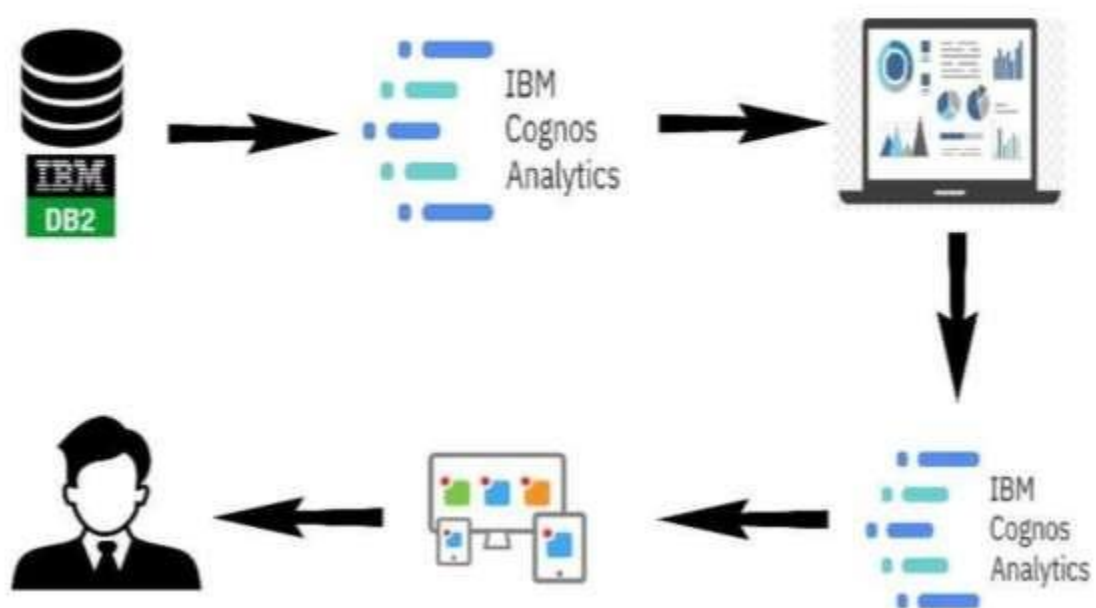 IBM
Cognos
Analytics
IBM
DB2
IBM
Cognos
Analytics